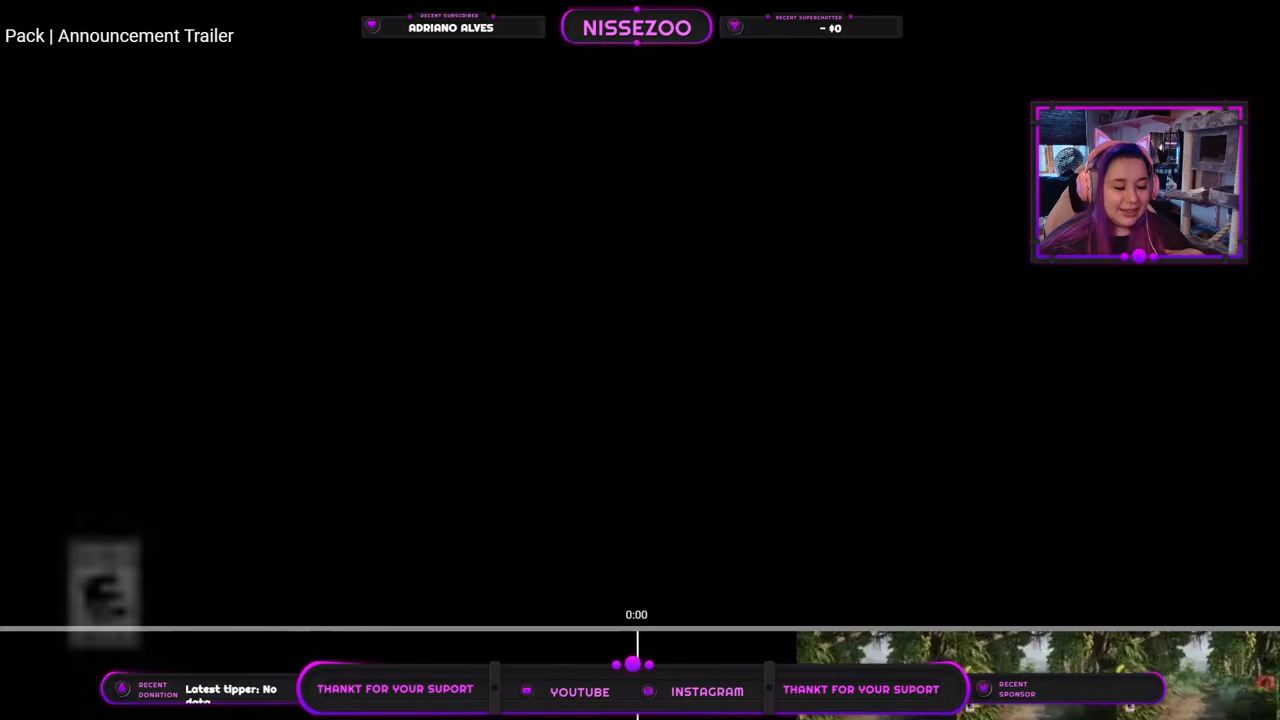 RECENT SUBSCRIBER
ADRIANO ALVES
NISSEZOO
RECENT SUPERCHATTER
- $0
Pack | Announcement Trailer
E
0:00
RECENT DONATION
Latest tipper: No data
THANKT FOR YOUR SUPORT
YOUTUBE
INSTAGRAM
THANKT FOR YOUR SUPORT
RECENT SPONSOR